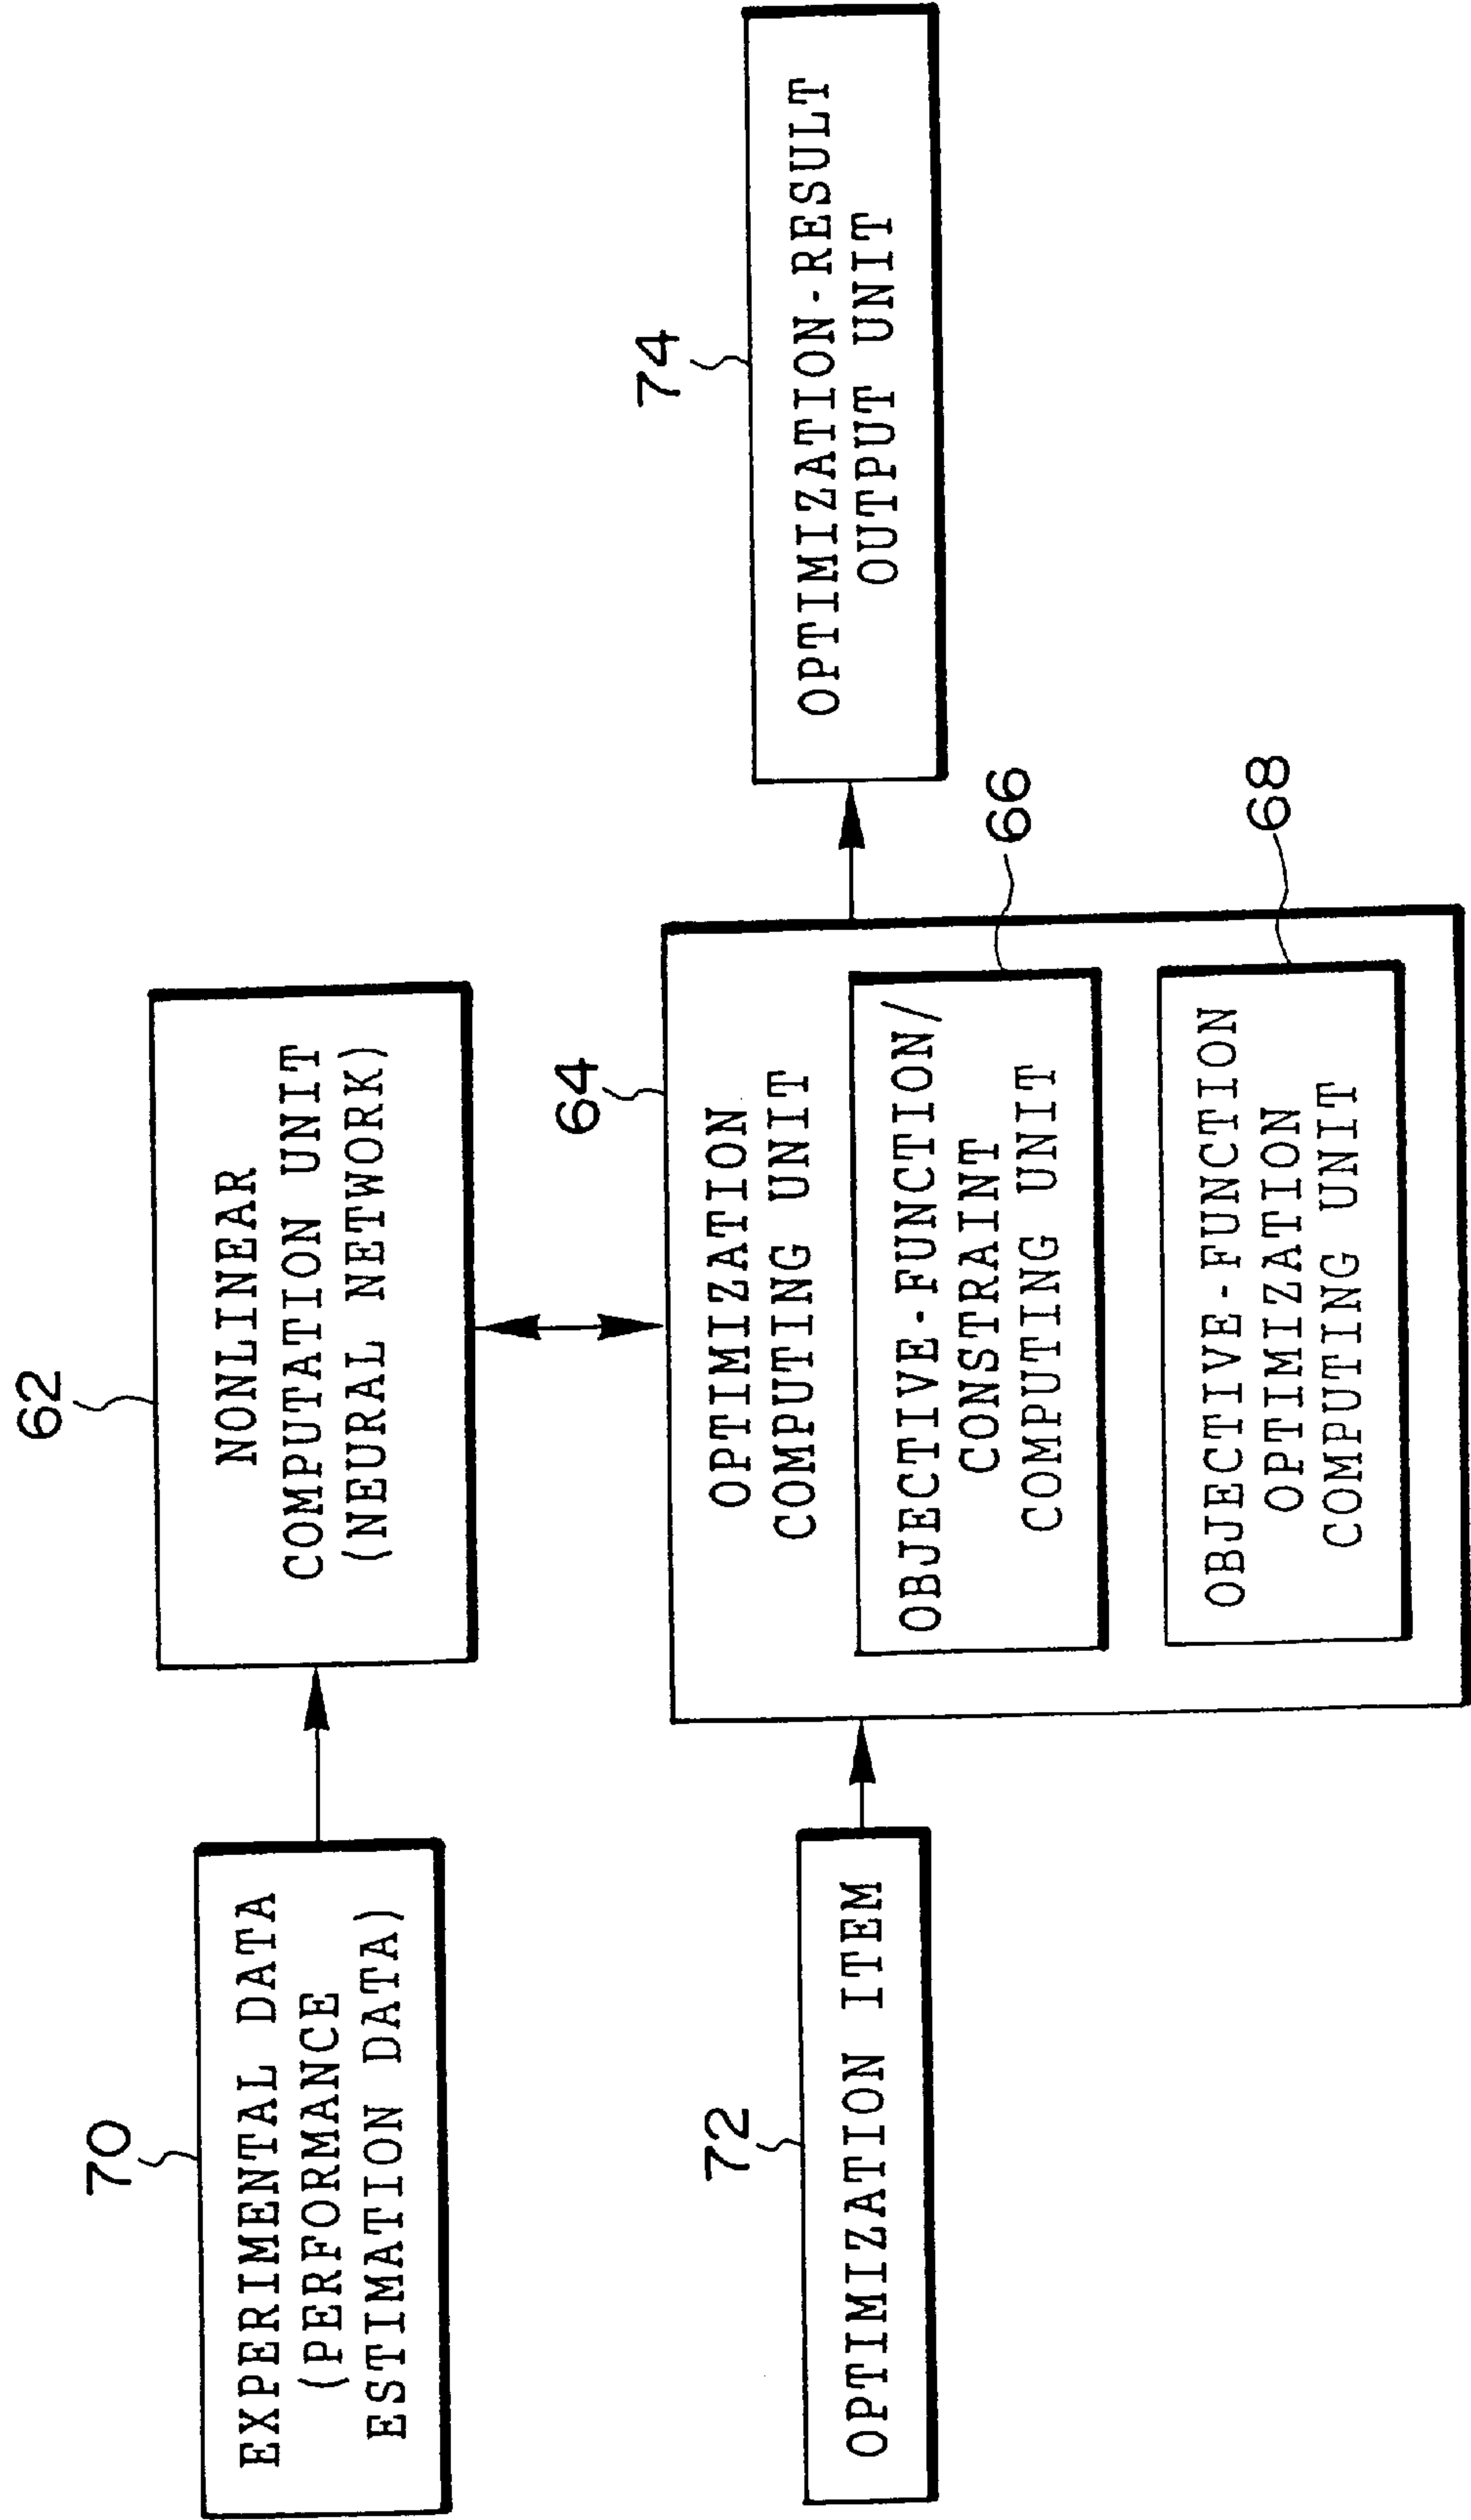 70
EXPERIMENTAL DATA
(PERFORMANCE
ESTIMATION DATA)
62
NONLINEAR
COMPUTATION UNIT
(NEURAL NETWORK)
72
OPTIMIZATION ITEM
64
OPTIMIZATION
COMPUTING UNIT
OBJECTIVE-FUNCTION/
CONSTRAINT
COMPUTING UNIT
66
OBJECTIVE-FUNCTION
OPTIMIZATION
COMPUTING UNIT
68
74
OPTIMIZATION-RESULT
OUTPUT UNIT